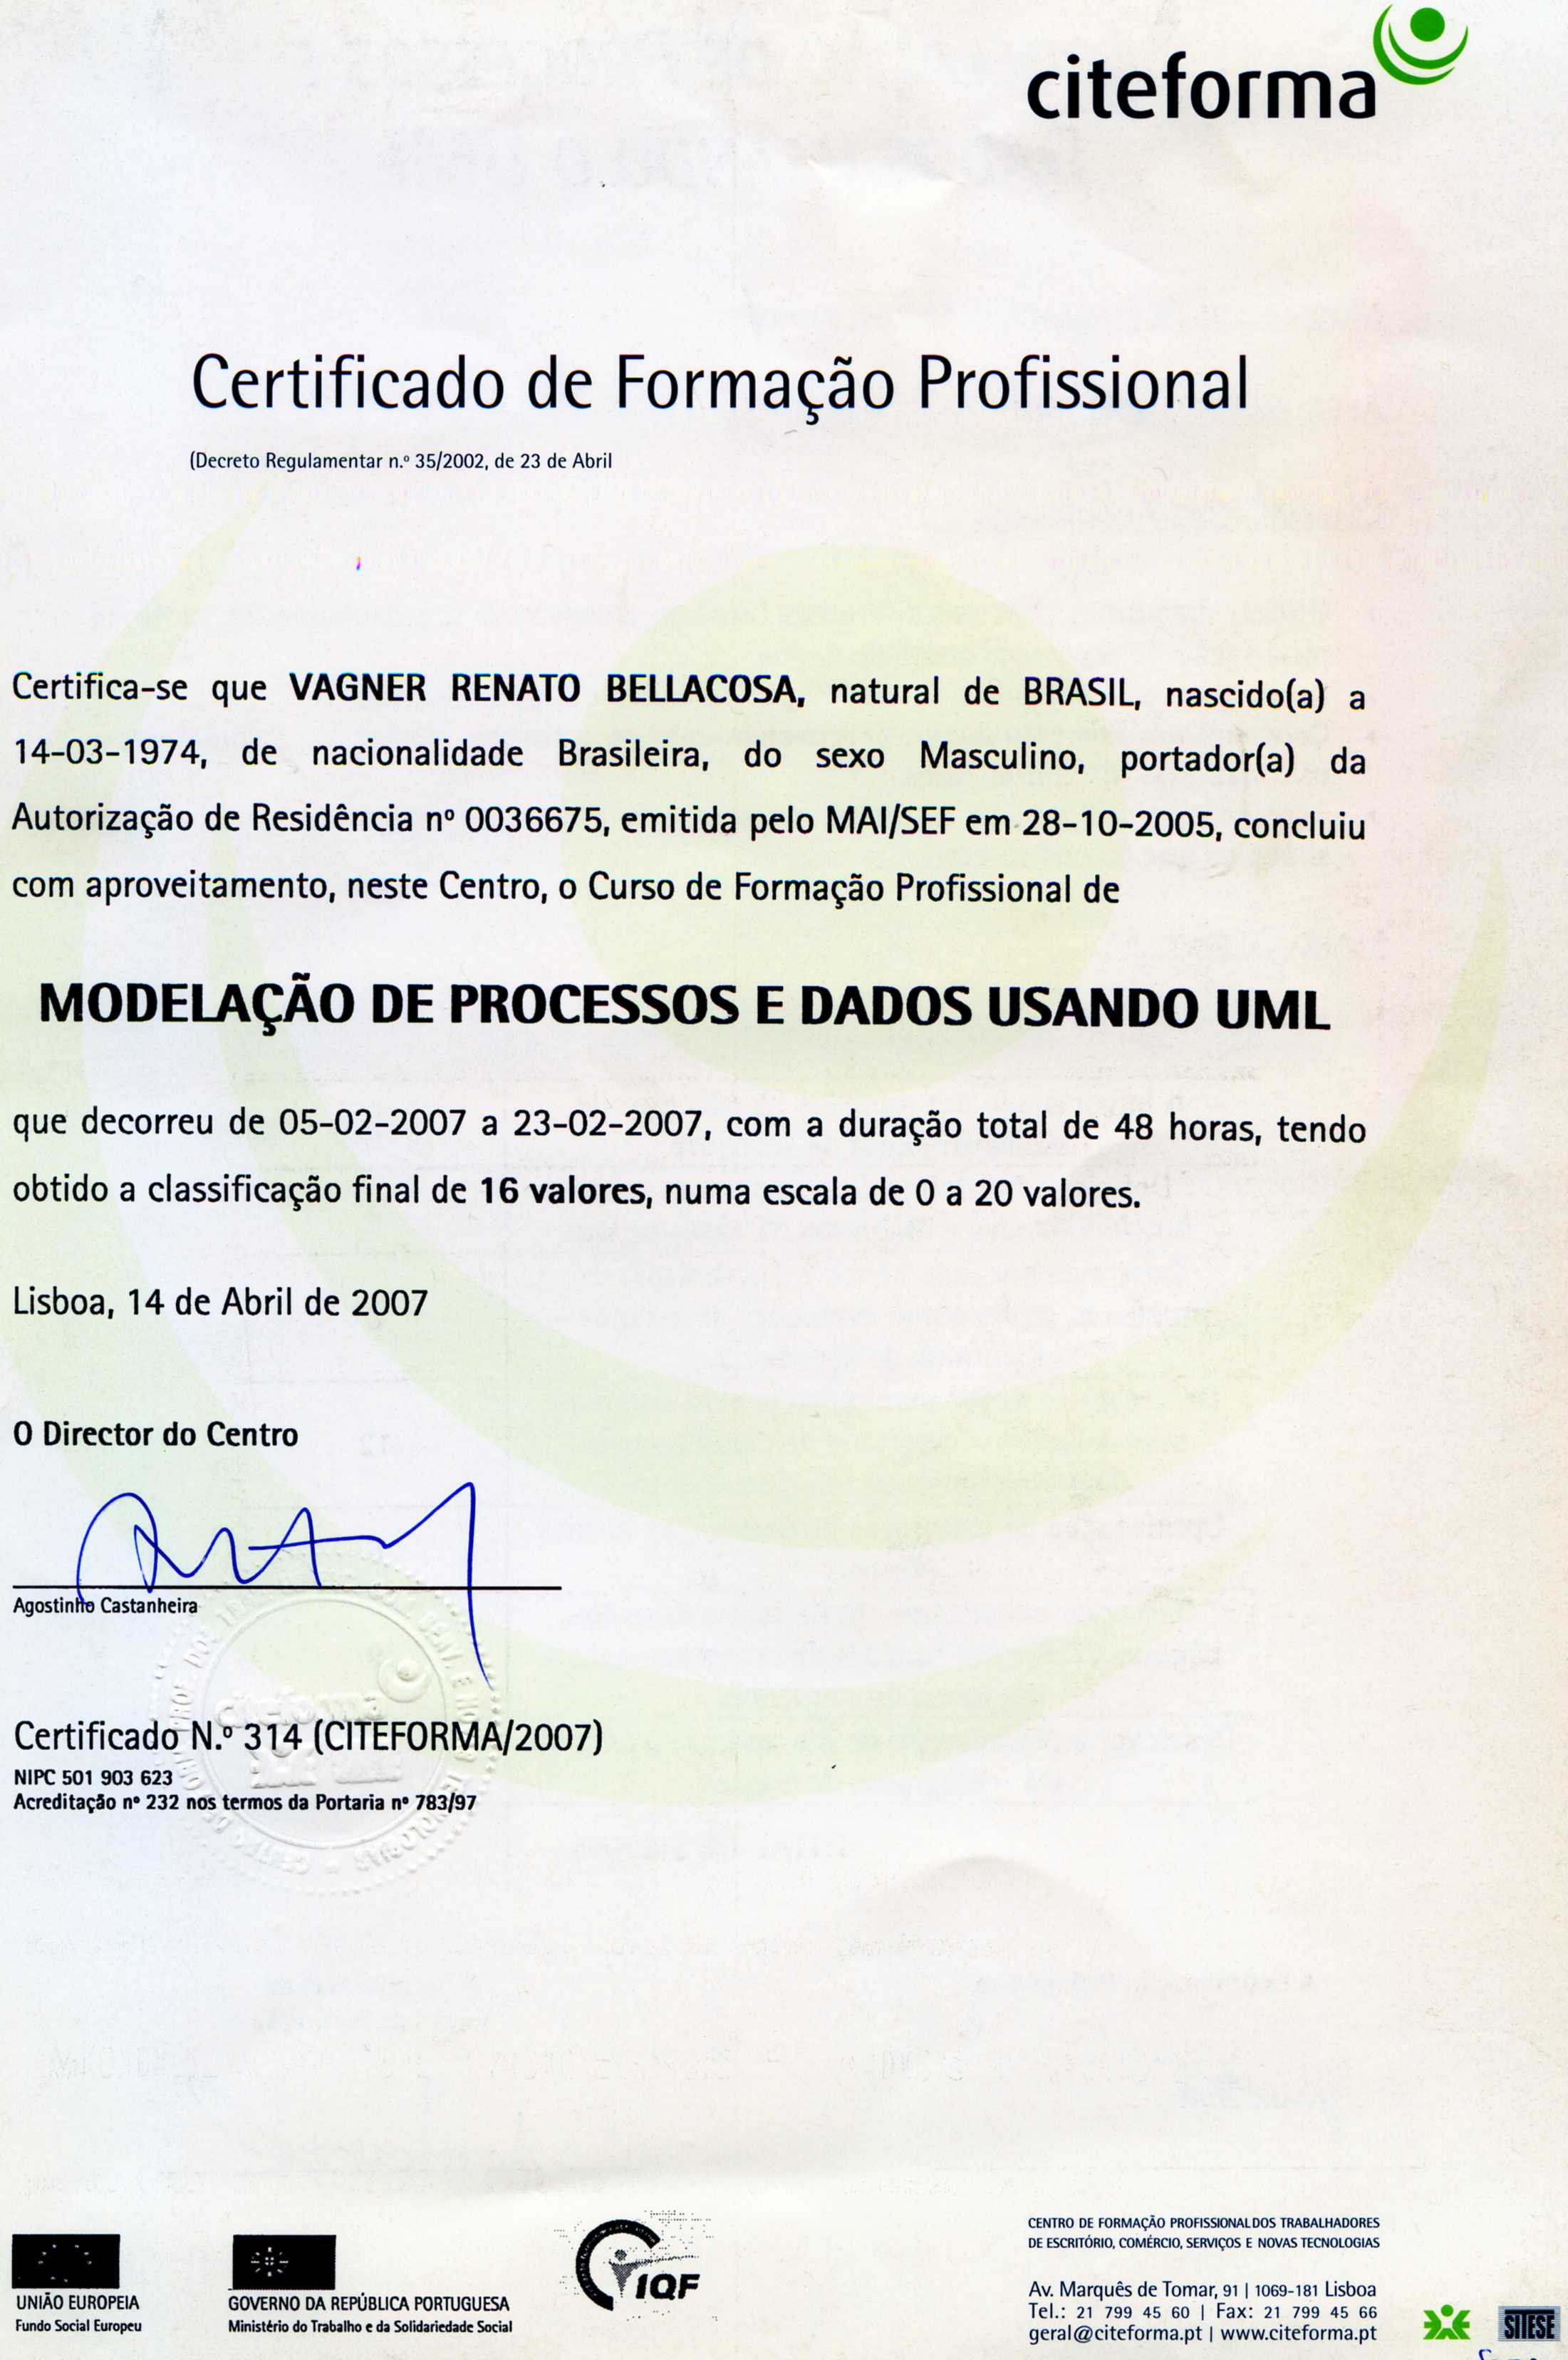 citeforma
Certificado de Formação Profissional
(Decreto Regulamentar n.º 35/2002, de 23 de Abril
Certifica-se que VAGNER RENATO BELLACOSA, natural de BRASIL, nascido(a) a
14-03-1974, de nacionalidade Brasileira, do sexo Masculino, portador(a) da
Autorização de Residência nº 0036675, emitida pelo MAI/SEF em 28-10-2005, concluiu
com aproveitamento, neste Centro, o Curso de Formação Profissional de
MODELAÇÃO DE PROCESSOS E DADOS USANDO UML
que decorreu de 05-02-2007 a 23-02-2007, com a duração total de 48 horas, tendo
obtido a classificação final de 16 valores, numa escala de 0 a 20 valores.
Lisboa, 14 de Abril de 2007
O Director do Centro
Agostinho Castanheira
citeforma
Certificado N.º 314 (CITEFORMA/2007)
NIPC 501 903 623
Acreditação nº 232 nos termos da Portaria nº 783/97
UNIÃO EUROPEIA
Fundo Social Europeu
GOVERNO DA REPÚBLICA PORTUGUESA
Ministério do Trabalho e da Solidariedade Social
IQF
CENTRO DE FORMAÇÃO PROFISSIONAL DOS TRABALHADORES
DE ESCRITÓRIO, COMÉRCIO, SERVIÇOS E NOVAS TECNOLOGIAS
Av. Marquês de Tomar, 91 | 1069-181 Lisboa
Tel.: 21 799 45 60 | Fax: 21 799 45 66
geral@citeforma.pt | www.citeforma.pt
SITESE